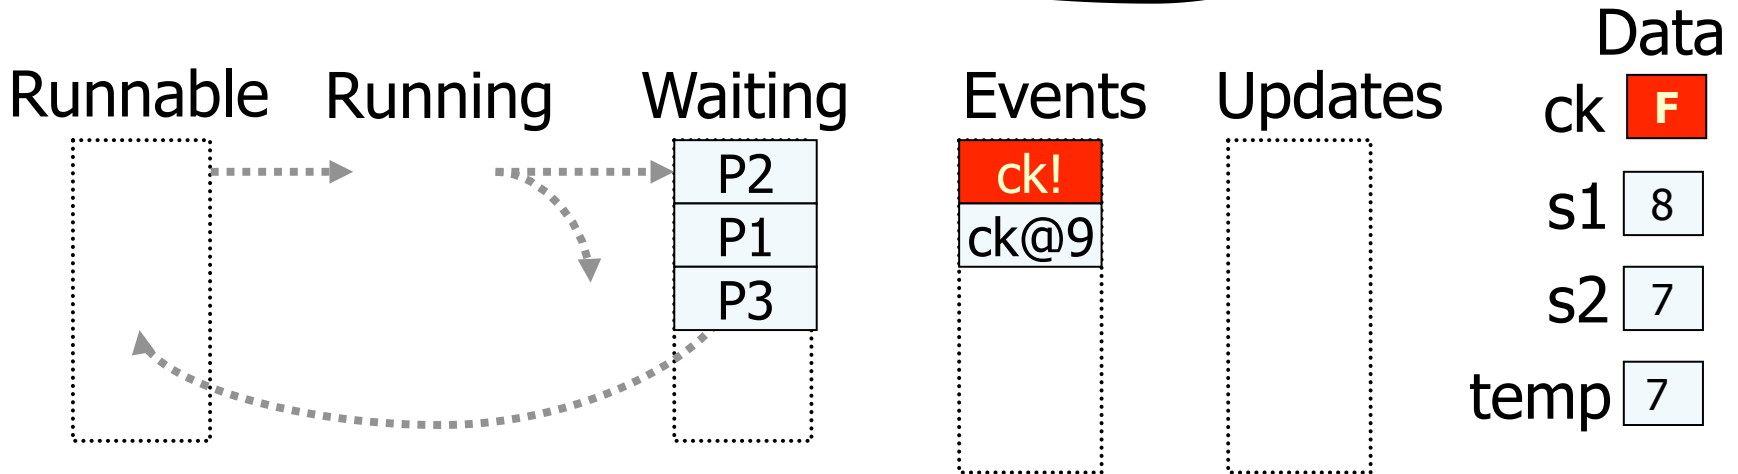 Data
Runnable Running Waiting Events Updates
ck F
P2 ck!
s1 8
P1 ck@9
P3
s2 7
temp 7